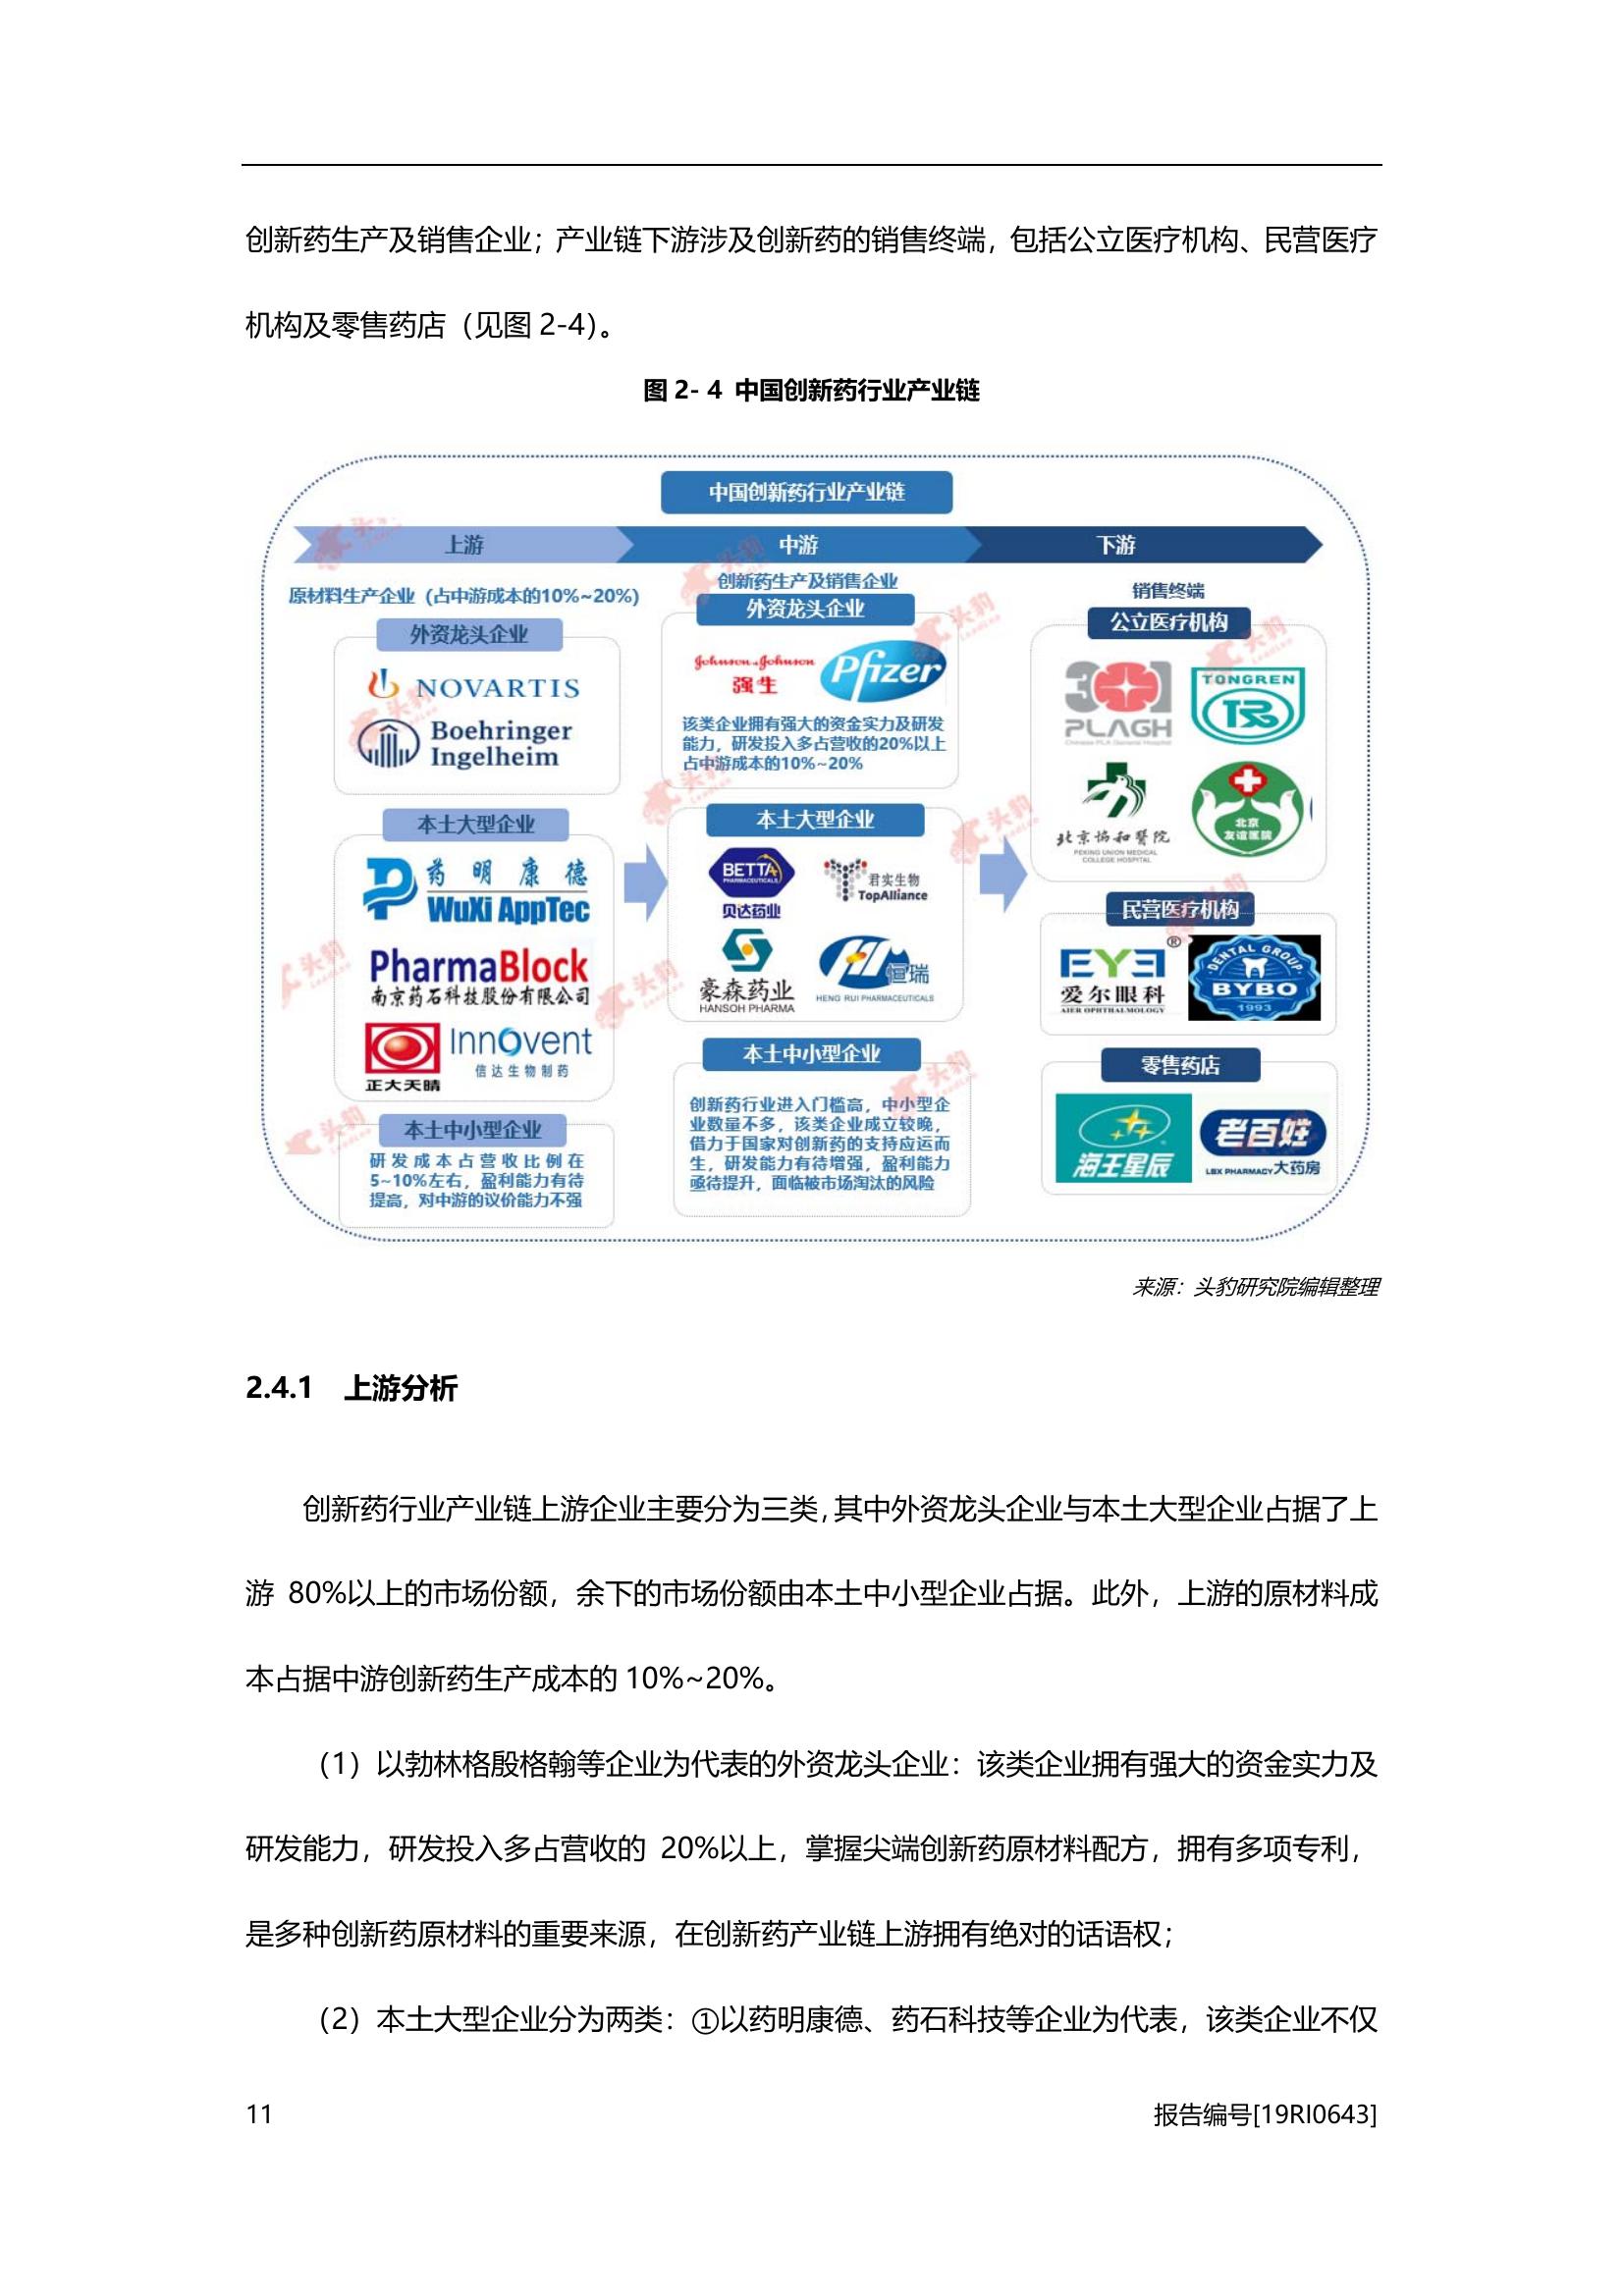 创新药生产及销售企业；产业链下游涉及创新药的销售终端，包括公立医疗机构、民营医疗
机构及零售药店（见图 2-4）。
图 2- 4 中国创新药行业产业链
中国创新药行业产业链
上游
中游
下游
原材料生产企业（占中游成本的10%~20%）
外资龙头企业
NOVARTIS
Boehringer
Ingelheim
本土大型企业
药明康德
WuXi AppTec
PharmaBlock
南京药石科技股份有限公司
正大天晴
Innovent
信达生物制药
本土中小型企业
研发成本占营收比例在
5~10%左右，盈利能力有待
提高，对中游的议价能力不强
创新药生产及销售企业
外资龙头企业
Johnson & Johnson
强生
Pfizer
该类企业拥有强大的资金实力及研发
能力，研发投入多占营收的20%以上
占中游成本的10%~20%
本土大型企业
BETTA
PHARMACEUTICALS
贝达药业
君实生物
TopAlliance
豪森药业
HANSOH PHARMA
恒瑞
HENG RUI PHARMACEUTICALS
本土中小型企业
创新药行业进入门槛高，中小型企
业数量不多，该类企业成立较晚，
借力于国家对创新药的支持应运而
生，研发能力有待增强，盈利能力
亟待提升，面临被市场淘汰的风险
销售终端
公立医疗机构
301
PLAGH
Chinese PLA General Hospital
TONGREN
TR
北京协和醫院
PEKING UNION MEDICAL
COLLEGE HOSPITAL
北京
友谊医院
民营医疗机构
EYE
®
爱尔眼科
AIER OPHTHALMOLOGY
DENTAL GROUP
BYBO
1993
零售药店
海王星辰
老百姓
LBX PHARMACY大药房
头豹
LeadLeo
来源：头豹研究院编辑整理
2.4.1 上游分析
创新药行业产业链上游企业主要分为三类，其中外资龙头企业与本土大型企业占据了上
游 80%以上的市场份额，余下的市场份额由本土中小型企业占据。此外，上游的原材料成
本占据中游创新药生产成本的 10%~20%。
（1）以勃林格殷格翰等企业为代表的外资龙头企业：该类企业拥有强大的资金实力及
研发能力，研发投入多占营收的 20%以上，掌握尖端创新药原材料配方，拥有多项专利，
是多种创新药原材料的重要来源，在创新药产业链上游拥有绝对的话语权；
（2）本土大型企业分为两类：①以药明康德、药石科技等企业为代表，该类企业不仅
11
报告编号[19RI0643]